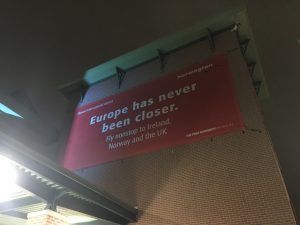 norwegian
Europe has never
been closer.
Fly nonstop to Ireland,
Norway and the UK